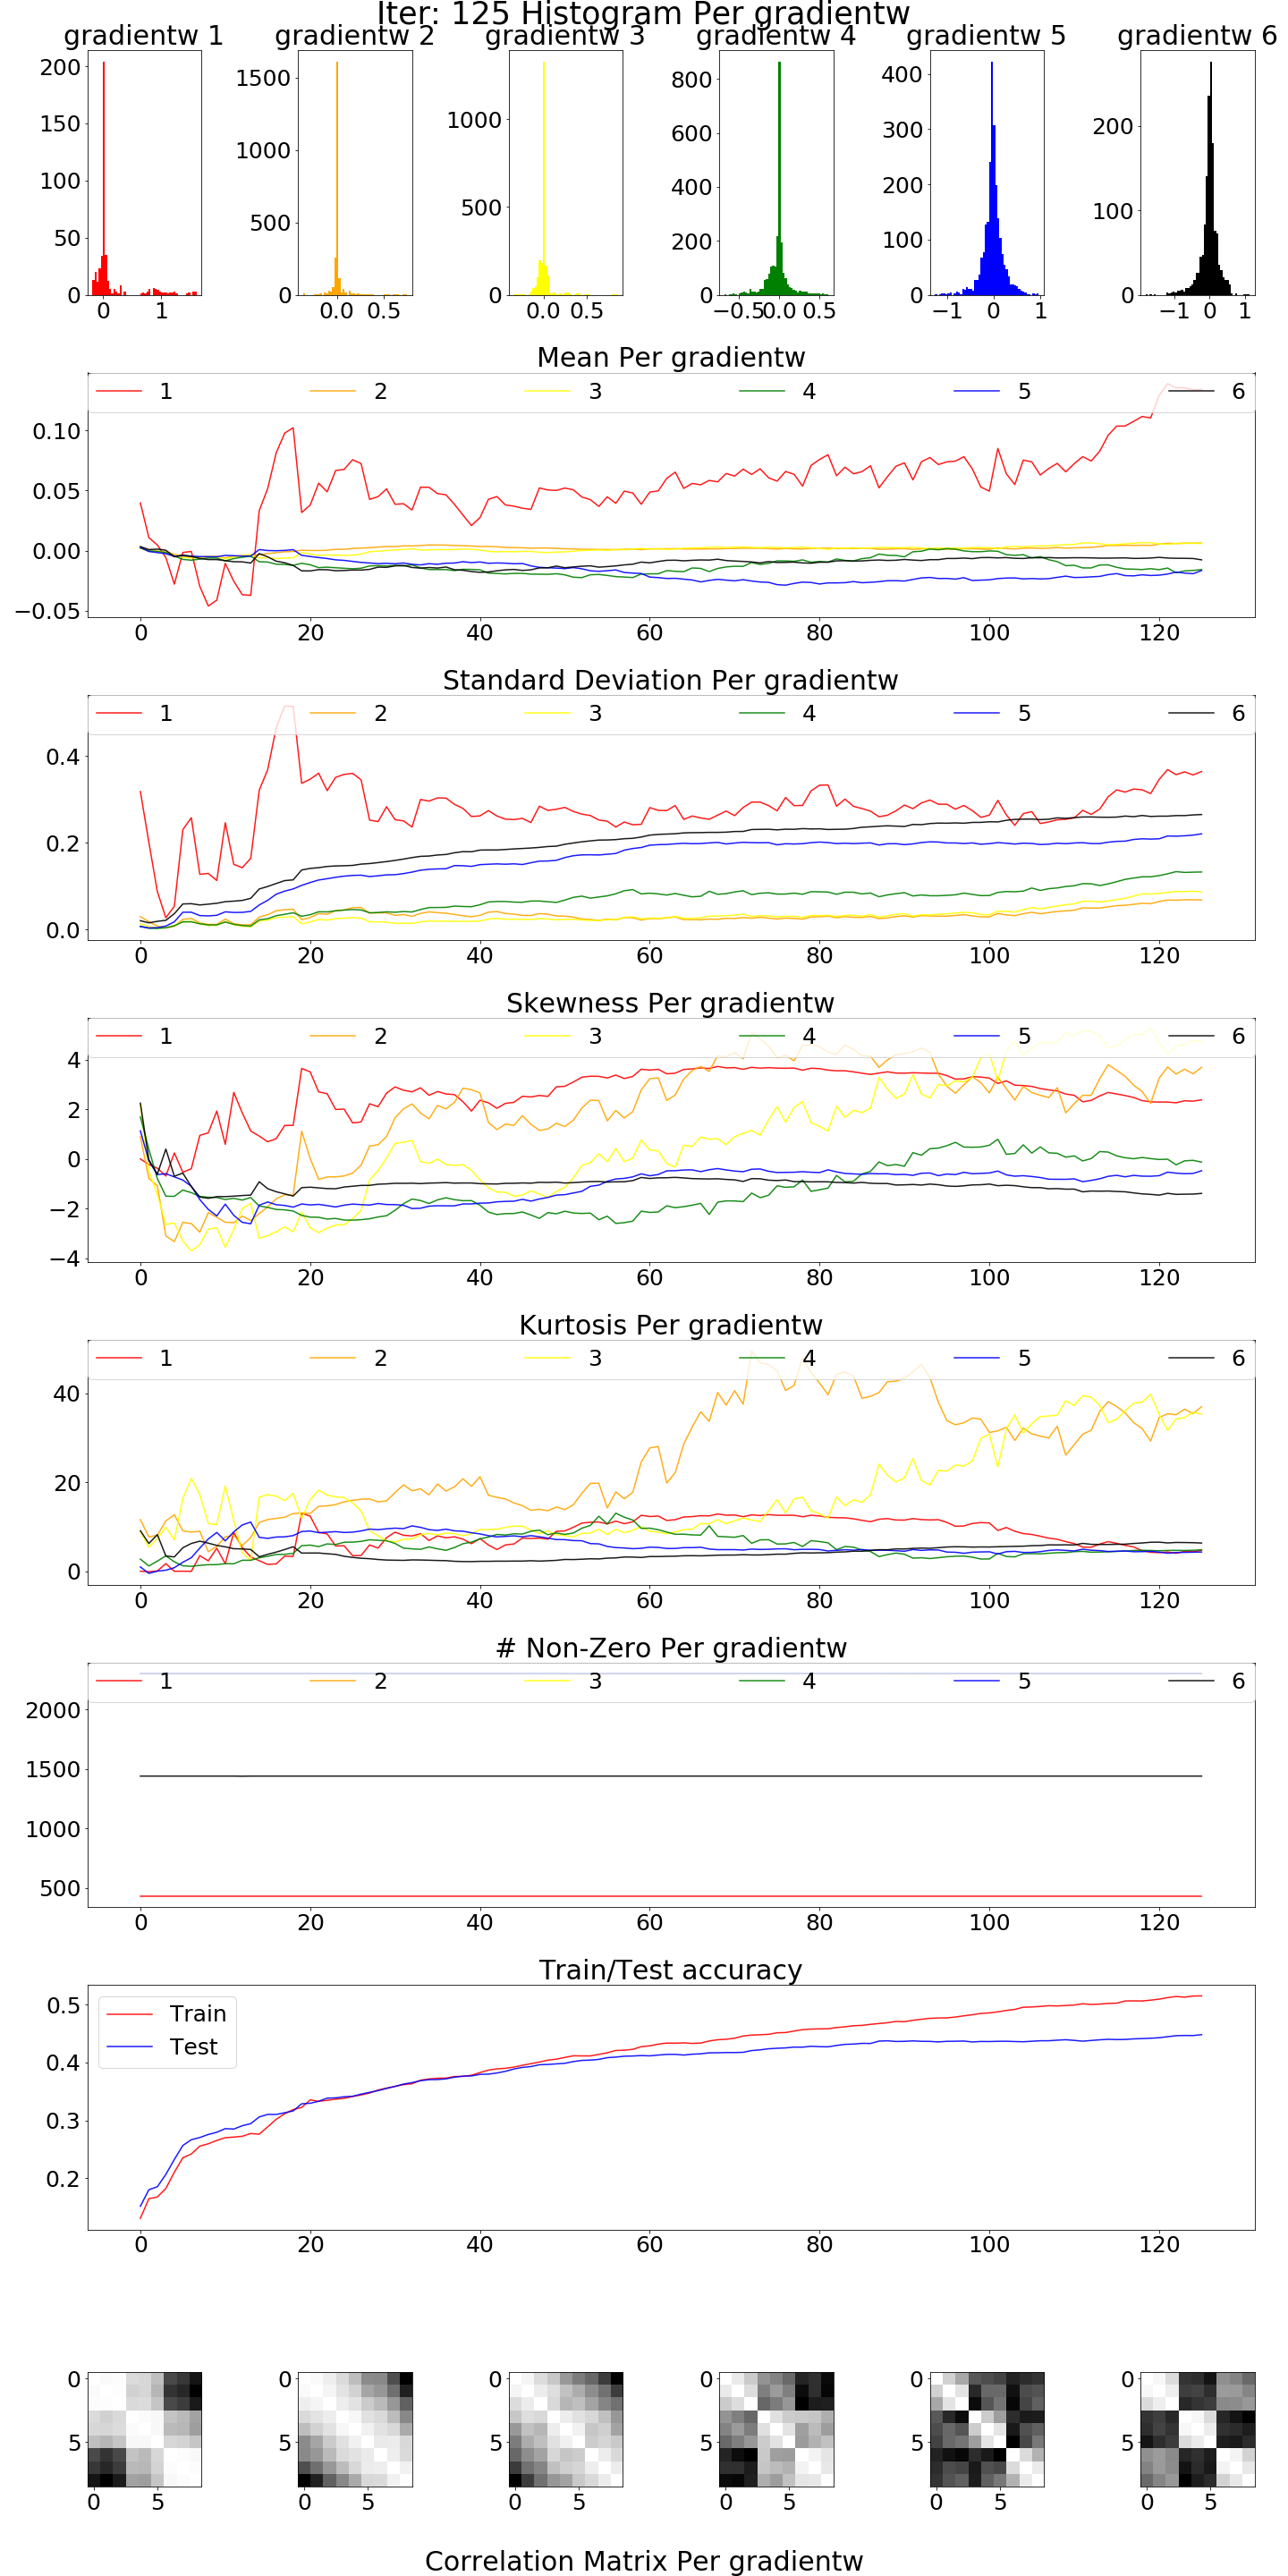 Iter: 125 Histogram Per gradientw
gradientw 1 gradientw 2 gradientw 3 gradientw 4 gradientw 5 gradientw 6
200 150 100 50 0
0 1
1500 1000 500 0
0.0 0.5
1000 500 0
0.0 0.5
800 600 400 200 0
−0.5 0.0 0.5
400 300 200 100 0
−1 0 1
200 100 0
−1 0 1
Mean Per gradientw
1 2 3 4 5 6
0.10
0.05
0.00
−0.05
0 20 40 60 80 100 120
Standard Deviation Per gradientw
1 2 3 4 5 6
0.4
0.2
0.0
0 20 40 60 80 100 120
Skewness Per gradientw
1 2 3 4 5 6
4
2
0
−2
−4
0 20 40 60 80 100 120
Kurtosis Per gradientw
1 2 3 4 5 6
40
20
0
0 20 40 60 80 100 120
# Non-Zero Per gradientw
1 2 3 4 5 6
2000
1500
1000
500
0 20 40 60 80 100 120
Train/Test accuracy
Train
Test
0.5
0.4
0.3
0.2
0 20 40 60 80 100 120
0 0 0 0 0 0
5 5 5 5 5 5
0 5 0 5 0 5 0 5 0 5 0 5
Correlation Matrix Per gradientw